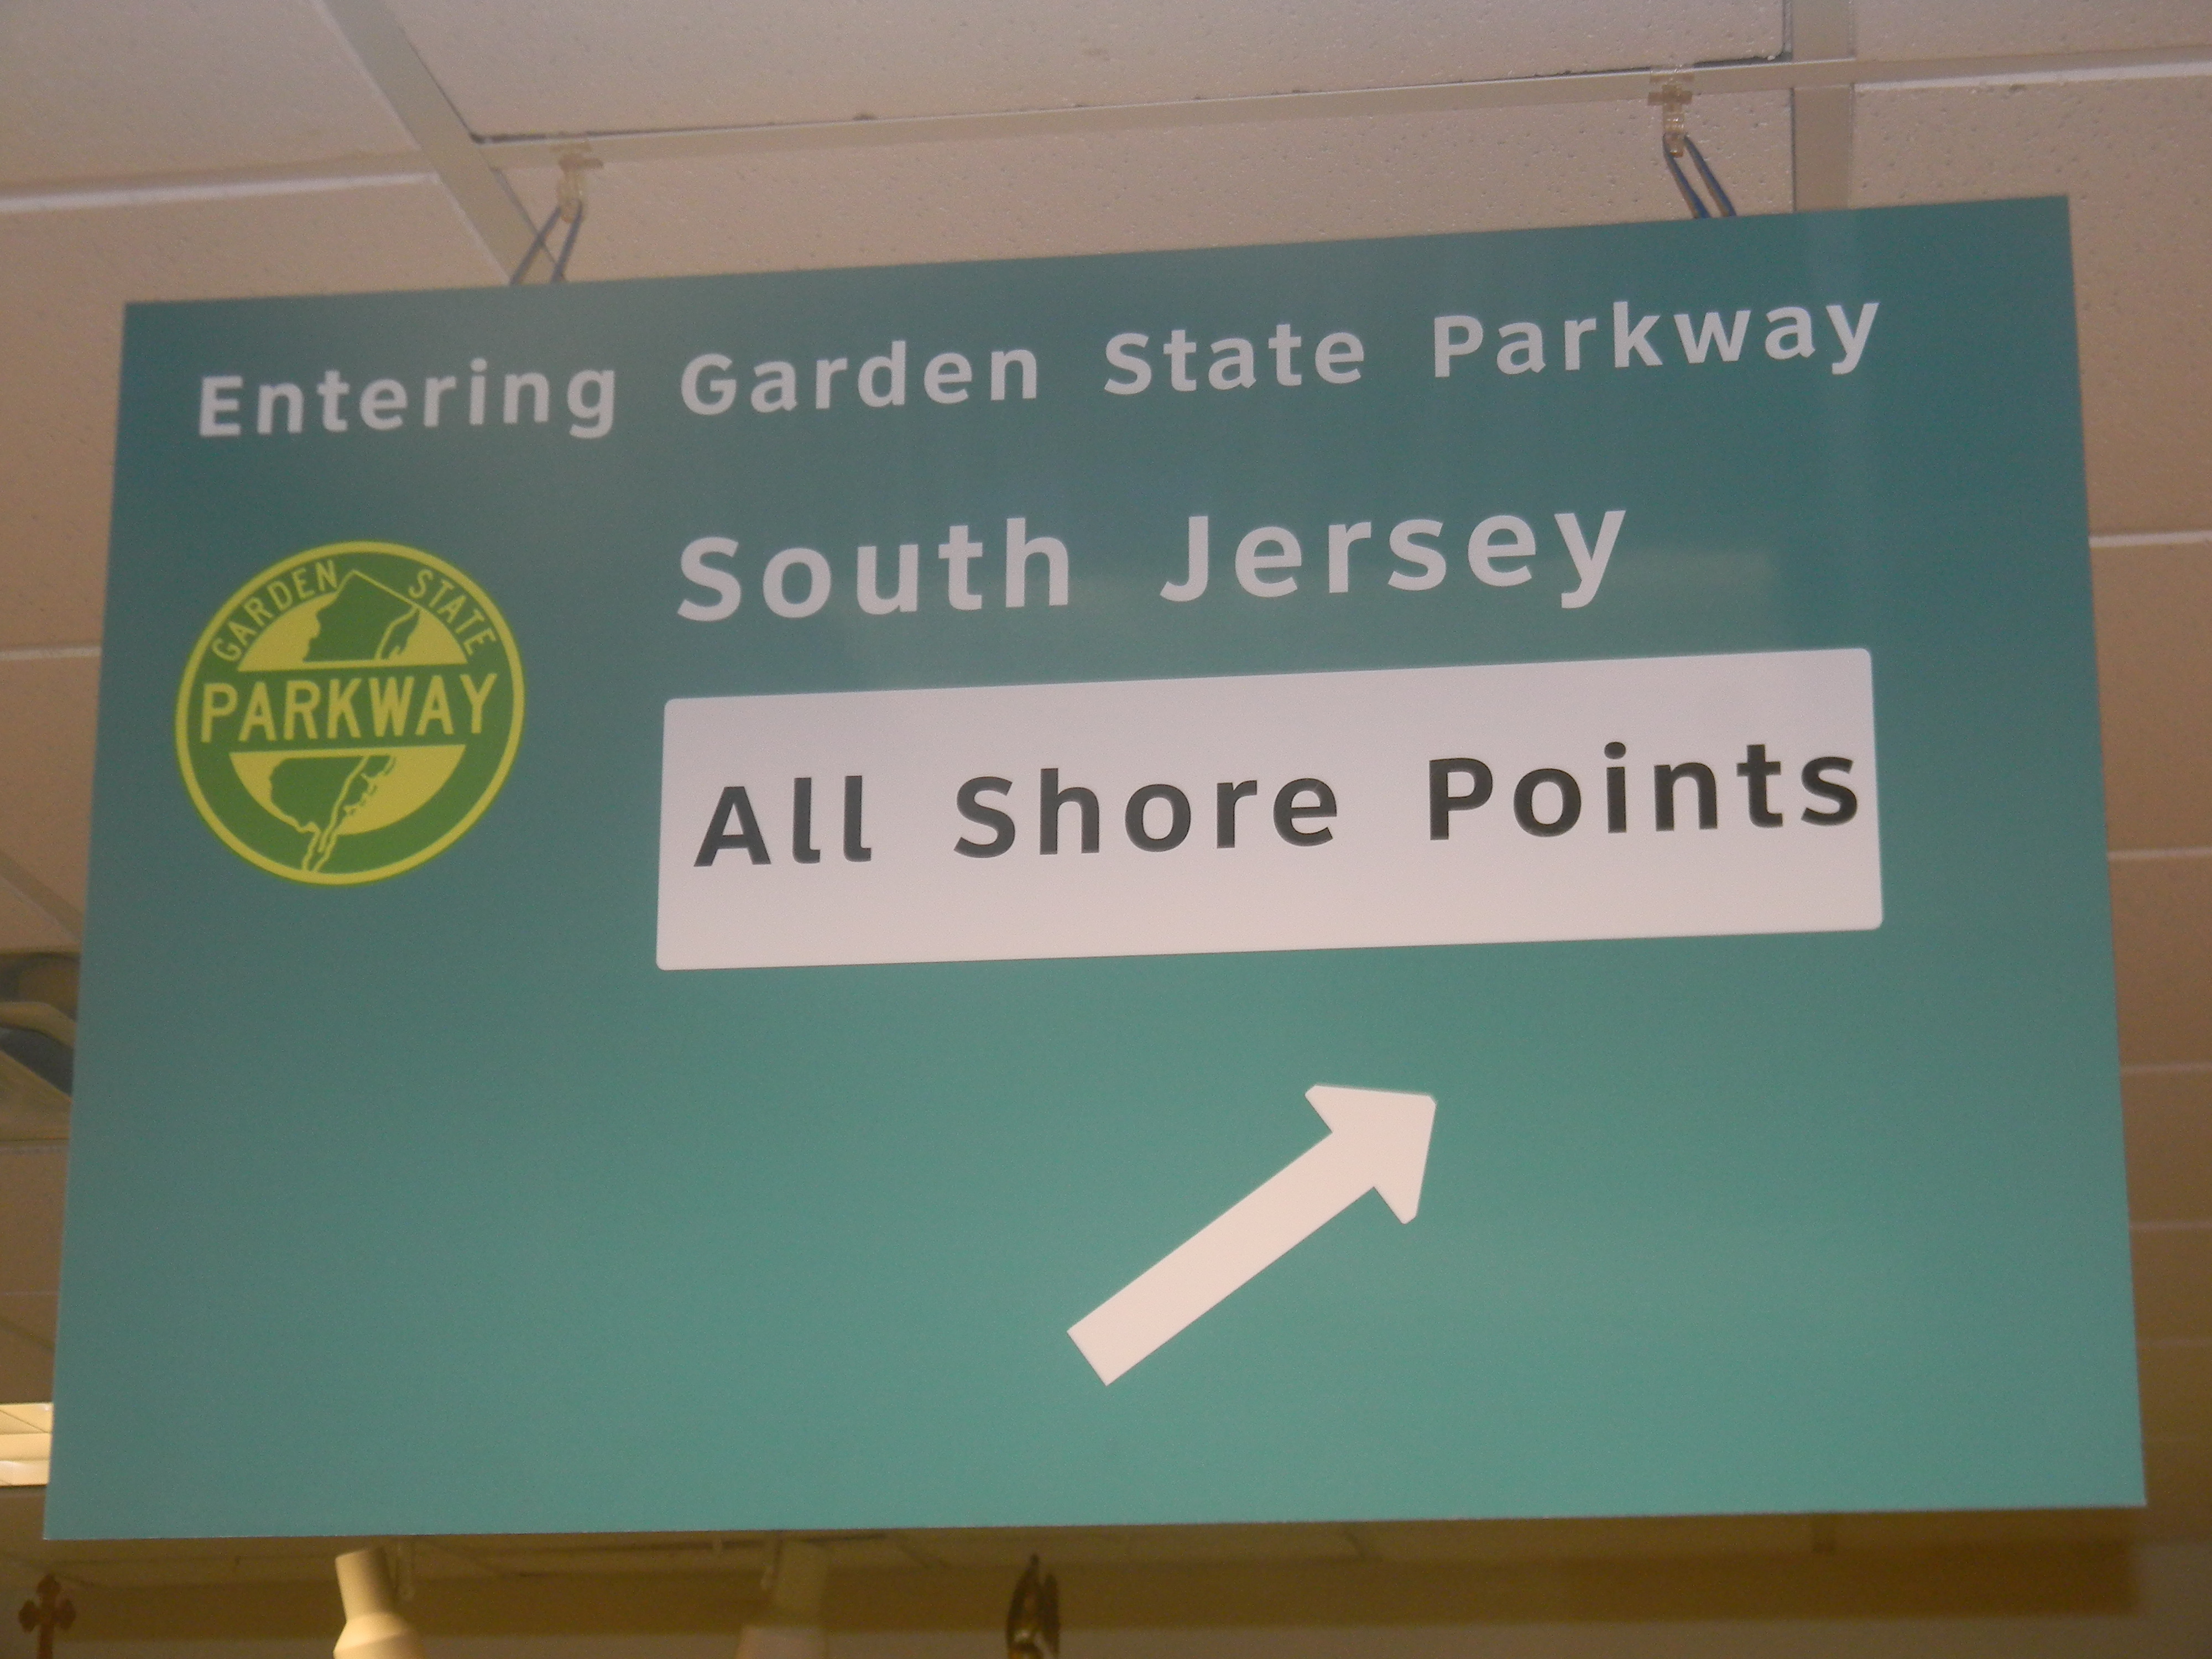 Entering Garden State Parkway
South Jersey
GARDEN STATE
PARKWAY
All Shore Points